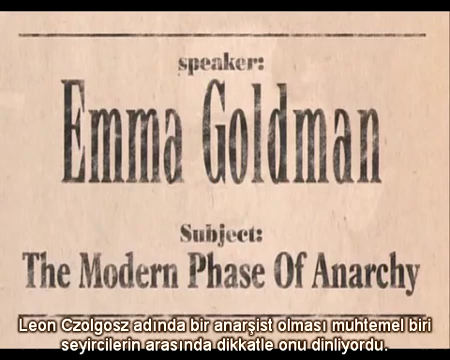 speaker:
Emma Goldman
Subject:
The Modern Phase Of Anarchy
Leon Czolgosz adında bir anarşist olması muhtemel biri
seyircilerin arasında dikkatle onu dinliyordu.